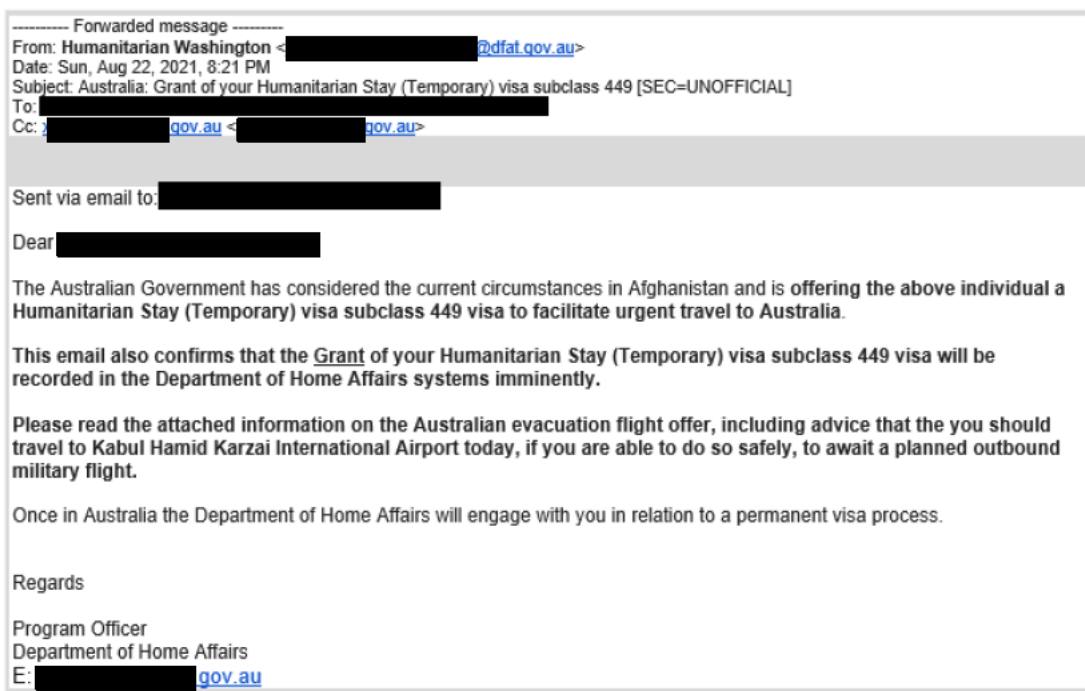 ---------- Forwarded message ---------
From: Humanitarian Washington < @dfat.gov.au>
Date: Sun, Aug 22, 2021, 8:21 PM
Subject: Australia: Grant of your Humanitarian Stay (Temporary) visa subclass 449 [SEC=UNOFFICIAL]
To:
Cc: gov.au < gov.au>
Sent via email to:
Dear
The Australian Government has considered the current circumstances in Afghanistan and is offering the above individual a
Humanitarian Stay (Temporary) visa subclass 449 visa to facilitate urgent travel to Australia.
This email also confirms that the Grant of your Humanitarian Stay (Temporary) visa subclass 449 visa will be
recorded in the Department of Home Affairs systems imminently.
Please read the attached information on the Australian evacuation flight offer, including advice that the you should
travel to Kabul Hamid Karzai International Airport today, if you are able to do so safely, to await a planned outbound
military flight.
Once in Australia the Department of Home Affairs will engage with you in relation to a permanent visa process.
Regards
Program Officer
Department of Home Affairs
E: gov.au